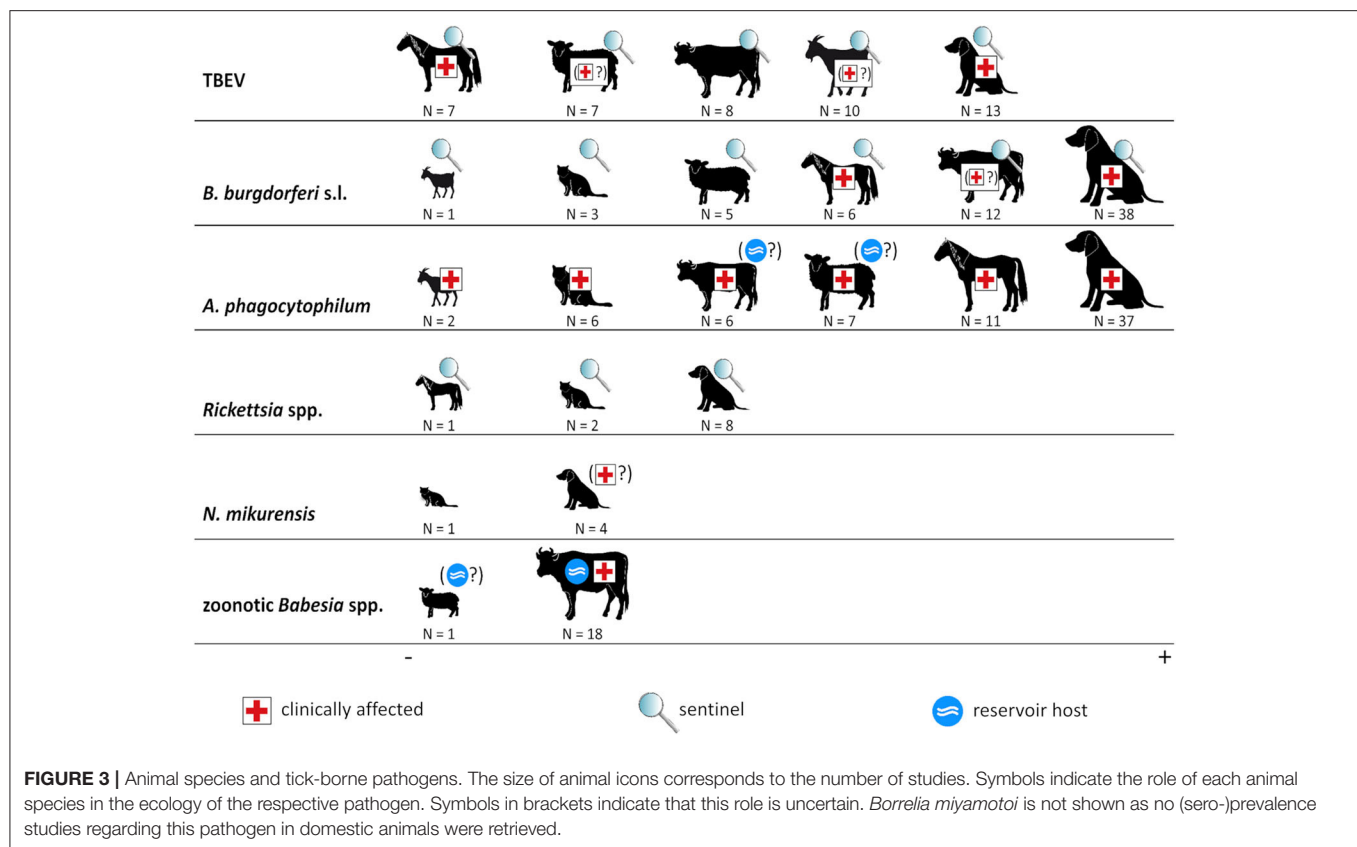 TBEV
(?) (?)
N = 7 N = 7 N = 8 N = 10 N = 13
B. burgdorferi s.l.
(?)
N = 1 N = 3 N = 5 N = 6 N = 12 N = 38
(?) (?)
A. phagocytophilum
N = 2 N = 6 N = 6 N = 7 N = 11 N = 37
Rickettsia spp.
N = 1 N = 2 N = 8
(?)
N. mikurensis
N = 1 N = 4
(?)
zoonotic Babesia spp.
N = 1 N = 18
- +
clinically affected sentinel reservoir host
FIGURE 3 | Animal species and tick-borne pathogens. The size of animal icons corresponds to the number of studies. Symbols indicate the role of each animal
species in the ecology of the respective pathogen. Symbols in brackets indicate that this role is uncertain. Borrelia miyamotoi is not shown as no (sero-)prevalence
studies regarding this pathogen in domestic animals were retrieved.